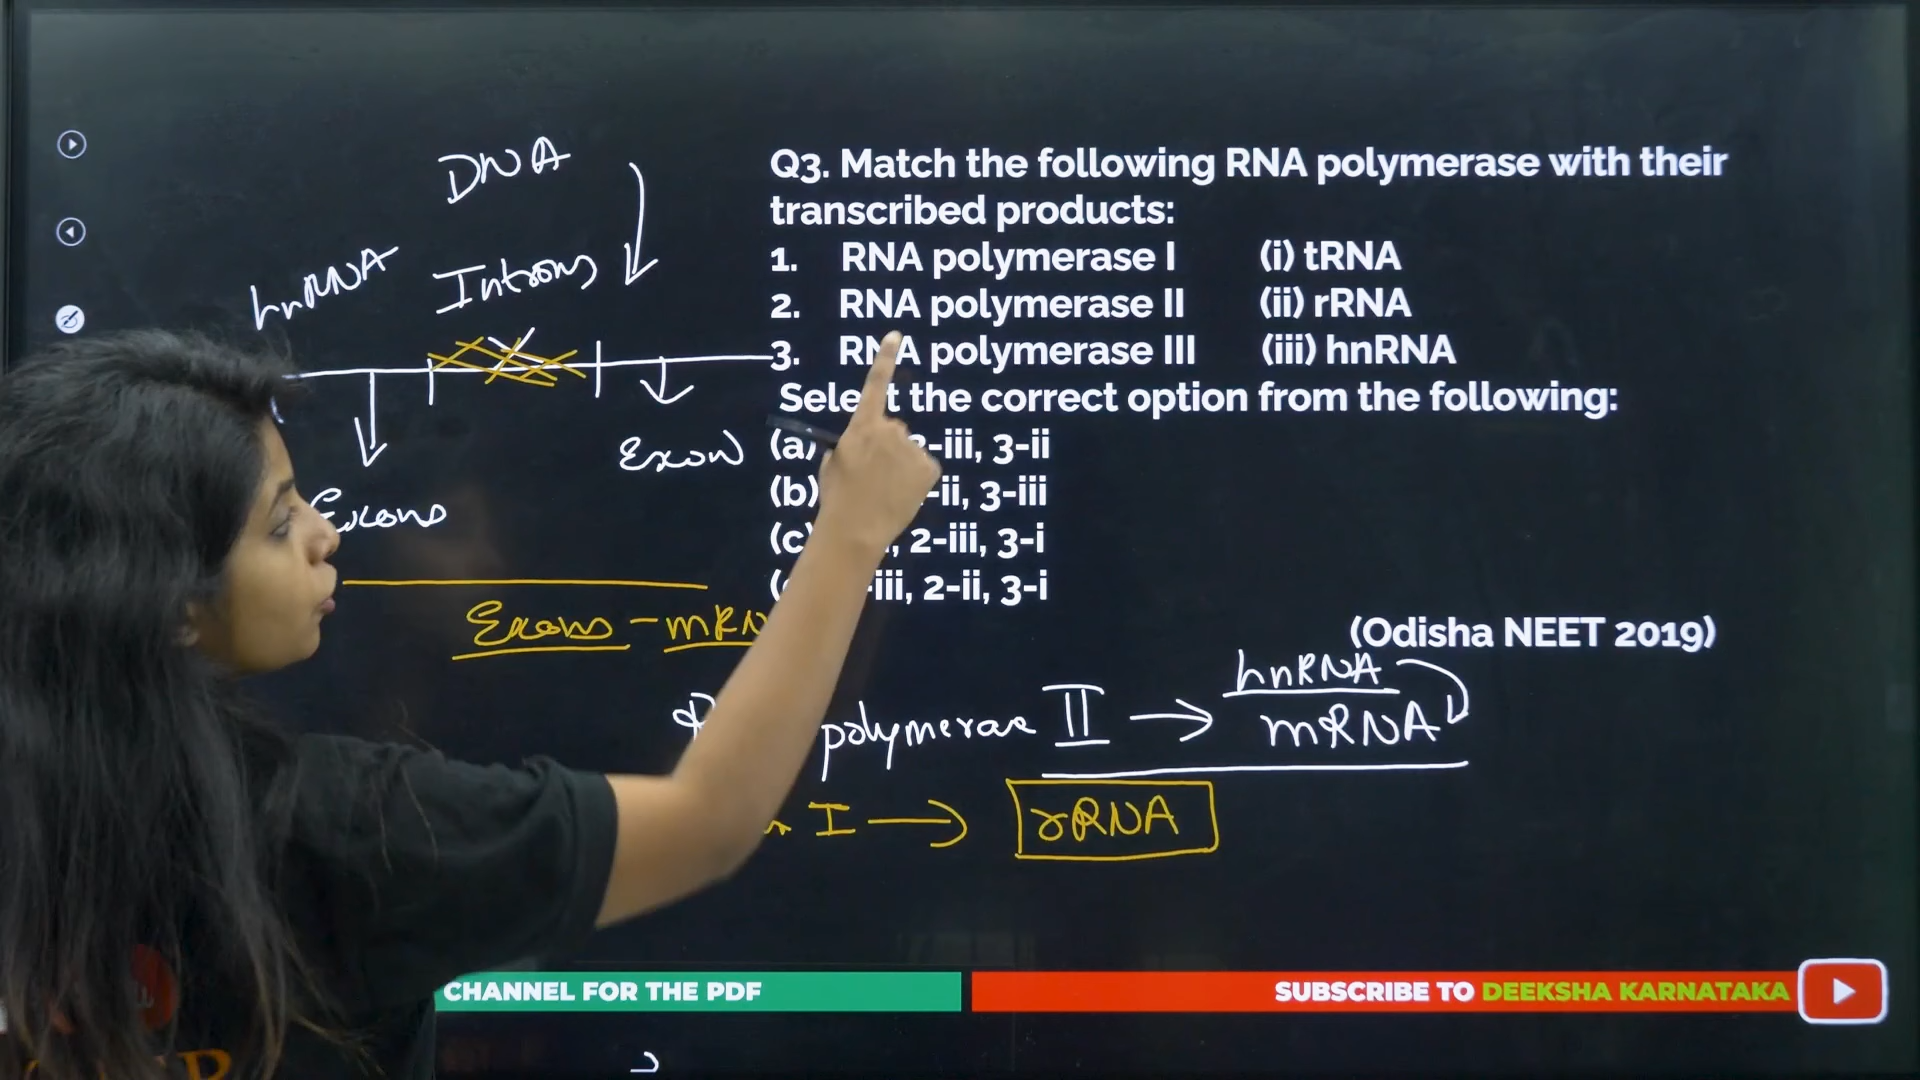 DNA
hnRNA
Introns
Exon
Exons
Exons - mRN
Q3. Match the following RNA polymerase with their
transcribed products:
1. RNA polymerase I (i) tRNA
2. RNA polymerase II (ii) rRNA
3. RNA polymerase III (iii) hnRNA
Select the correct option from the following:
(a) -iii, 3-ii
(b) -ii, 3-iii
(c) , 2-iii, 3-i
-iii, 2-ii, 3-i
(Odisha NEET 2019)
hnRNA
polymerase II → mRNA
I → rRNA
CHANNEL FOR THE PDF
SUBSCRIBE TO DEEKSHA KARNATAKA